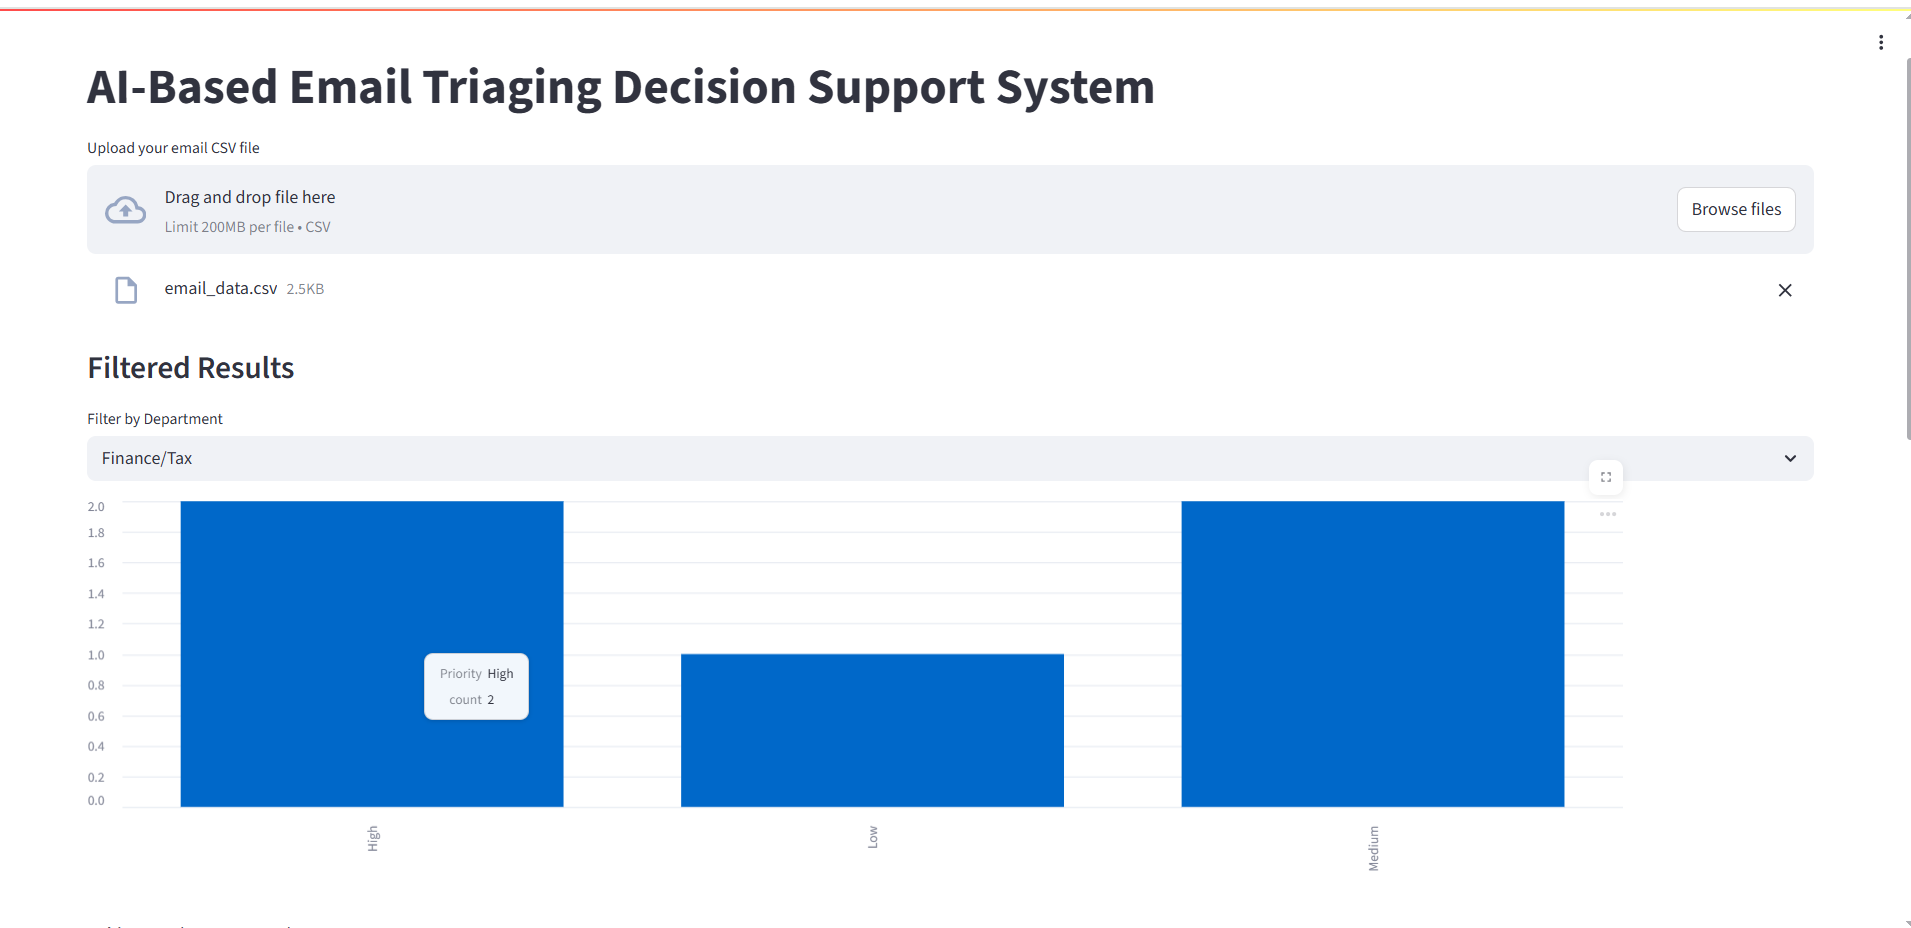 AI-Based Email Triaging Decision Support System
Upload your email CSV file
Drag and drop file here
Limit 200MB per file • CSV
Browse files
email_data.csv 2.5KB
Filtered Results
Filter by Department
Finance/Tax
2.0
1.8
1.6
1.4
1.2
1.0
0.8
0.6
0.4
0.2
0.0
Priority High
count 2
High
Low
Medium